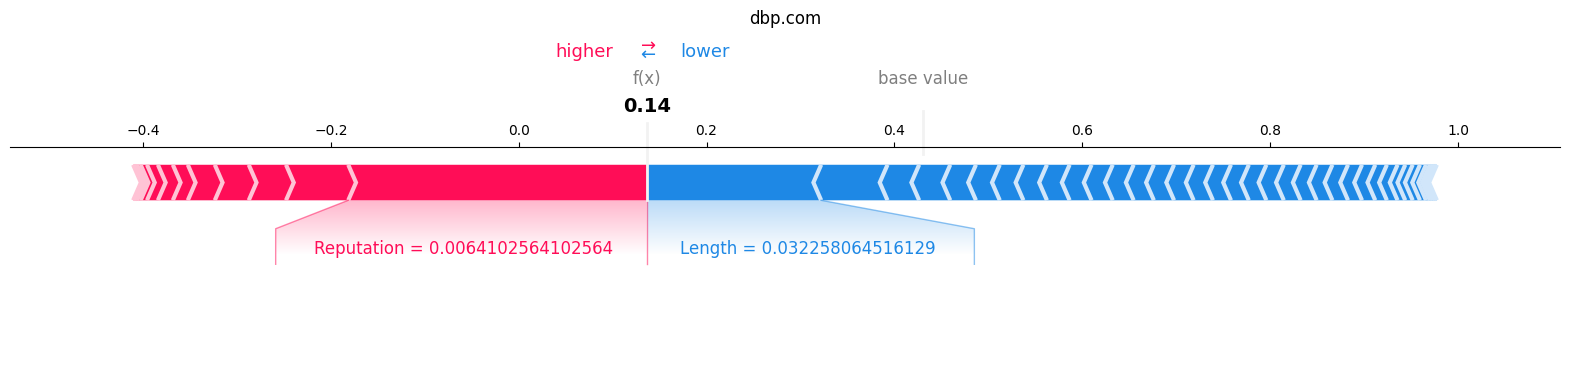 dbp.com
higher ⇄ lower
f(x) base value
0.14
−0.4 −0.2 0.0 0.2 0.4 0.6 0.8 1.0
Reputation = 0.0064102564102564 Length = 0.032258064516129